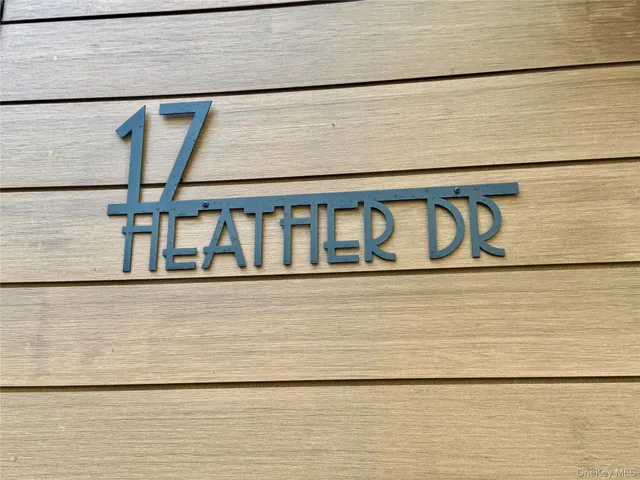 17
HEATHER DR
OneKey MLS